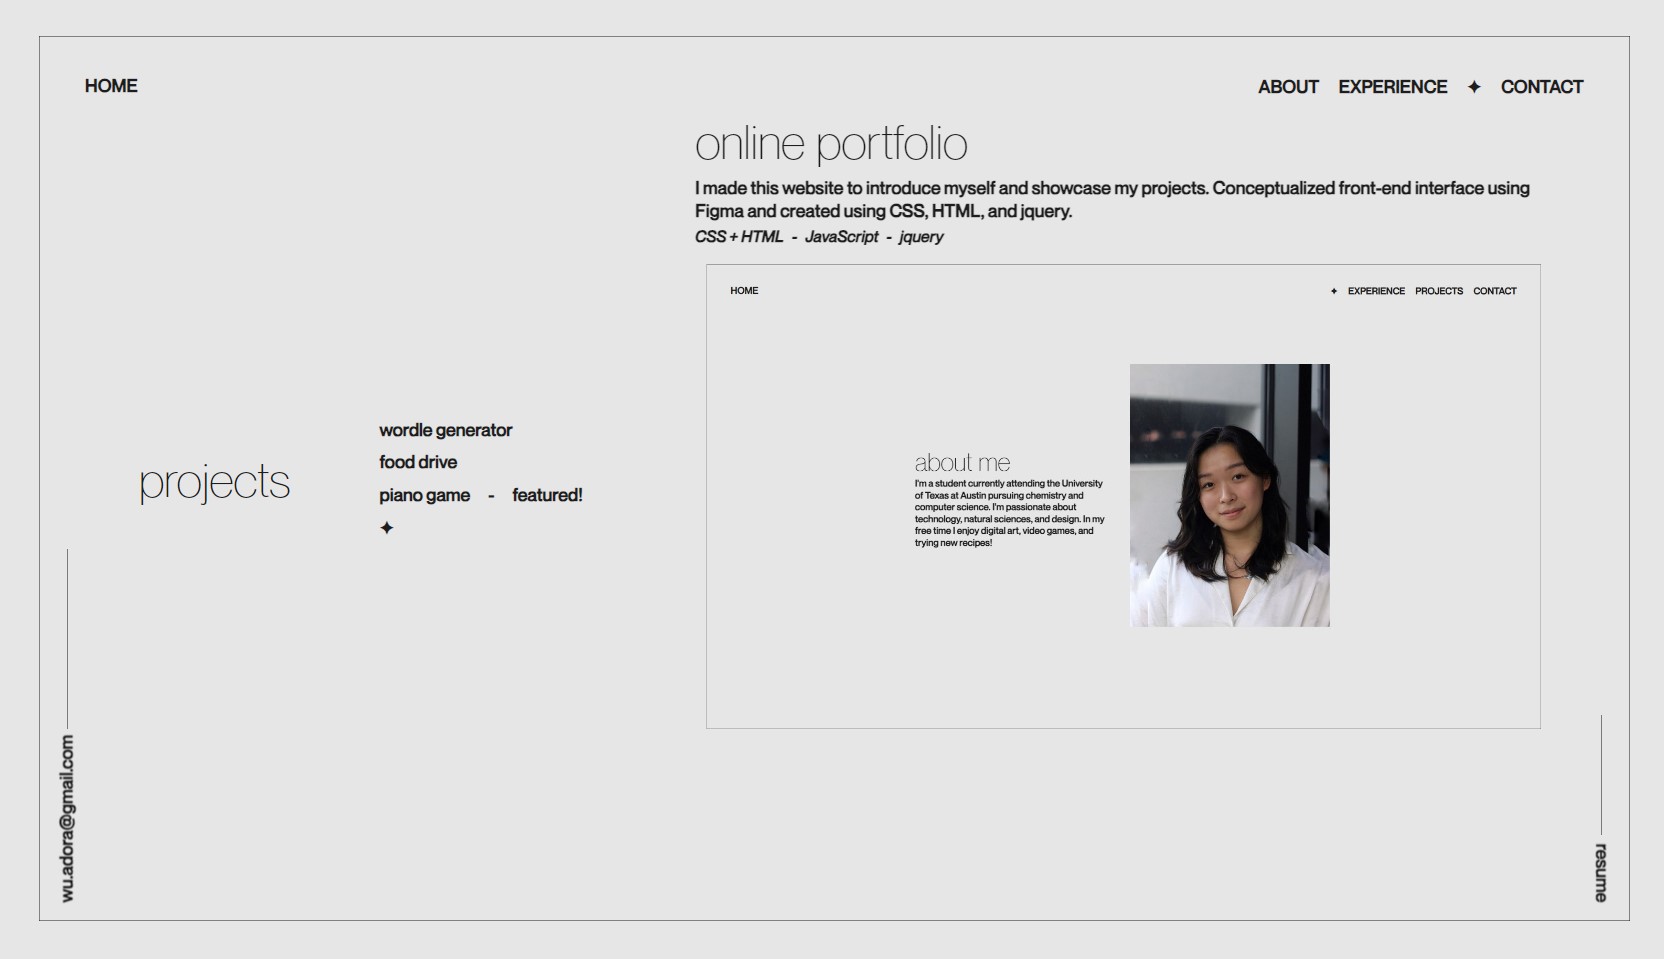 HOME
ABOUT EXPERIENCE ✦ CONTACT
online portfolio
I made this website to introduce myself and showcase my projects. Conceptualized front-end interface using
Figma and created using CSS, HTML, and jquery.
CSS + HTML - JavaScript - jquery
HOME
✦ EXPERIENCE PROJECTS CONTACT
about me
I'm a student currently attending the University
of Texas at Austin pursuing chemistry and
computer science. I'm passionate about
technology, natural sciences, and design. In my
free time I enjoy digital art, video games, and
trying new recipes!
projects
wordle generator
food drive
piano game - featured!
✦
wu.adora@gmail.com
resume